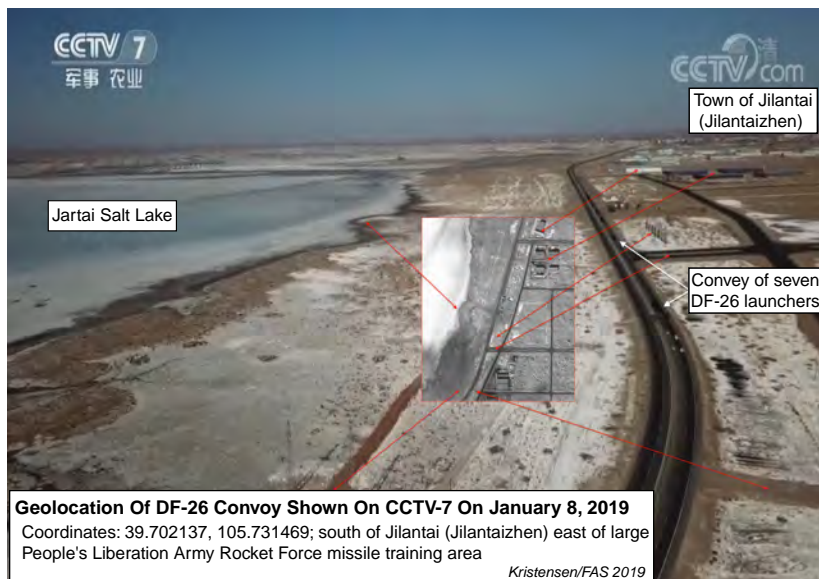 CCTV 7
军事 农业
清
CCTV.com
Town of Jilantai
(Jilantaizhen)
Jartai Salt Lake
Convey of seven
DF-26 launchers
Geolocation Of DF-26 Convoy Shown On CCTV-7 On January 8, 2019
Coordinates: 39.702137, 105.731469; south of Jilantai (Jilantaizhen) east of large
People's Liberation Army Rocket Force missile training area
Kristensen/FAS 2019